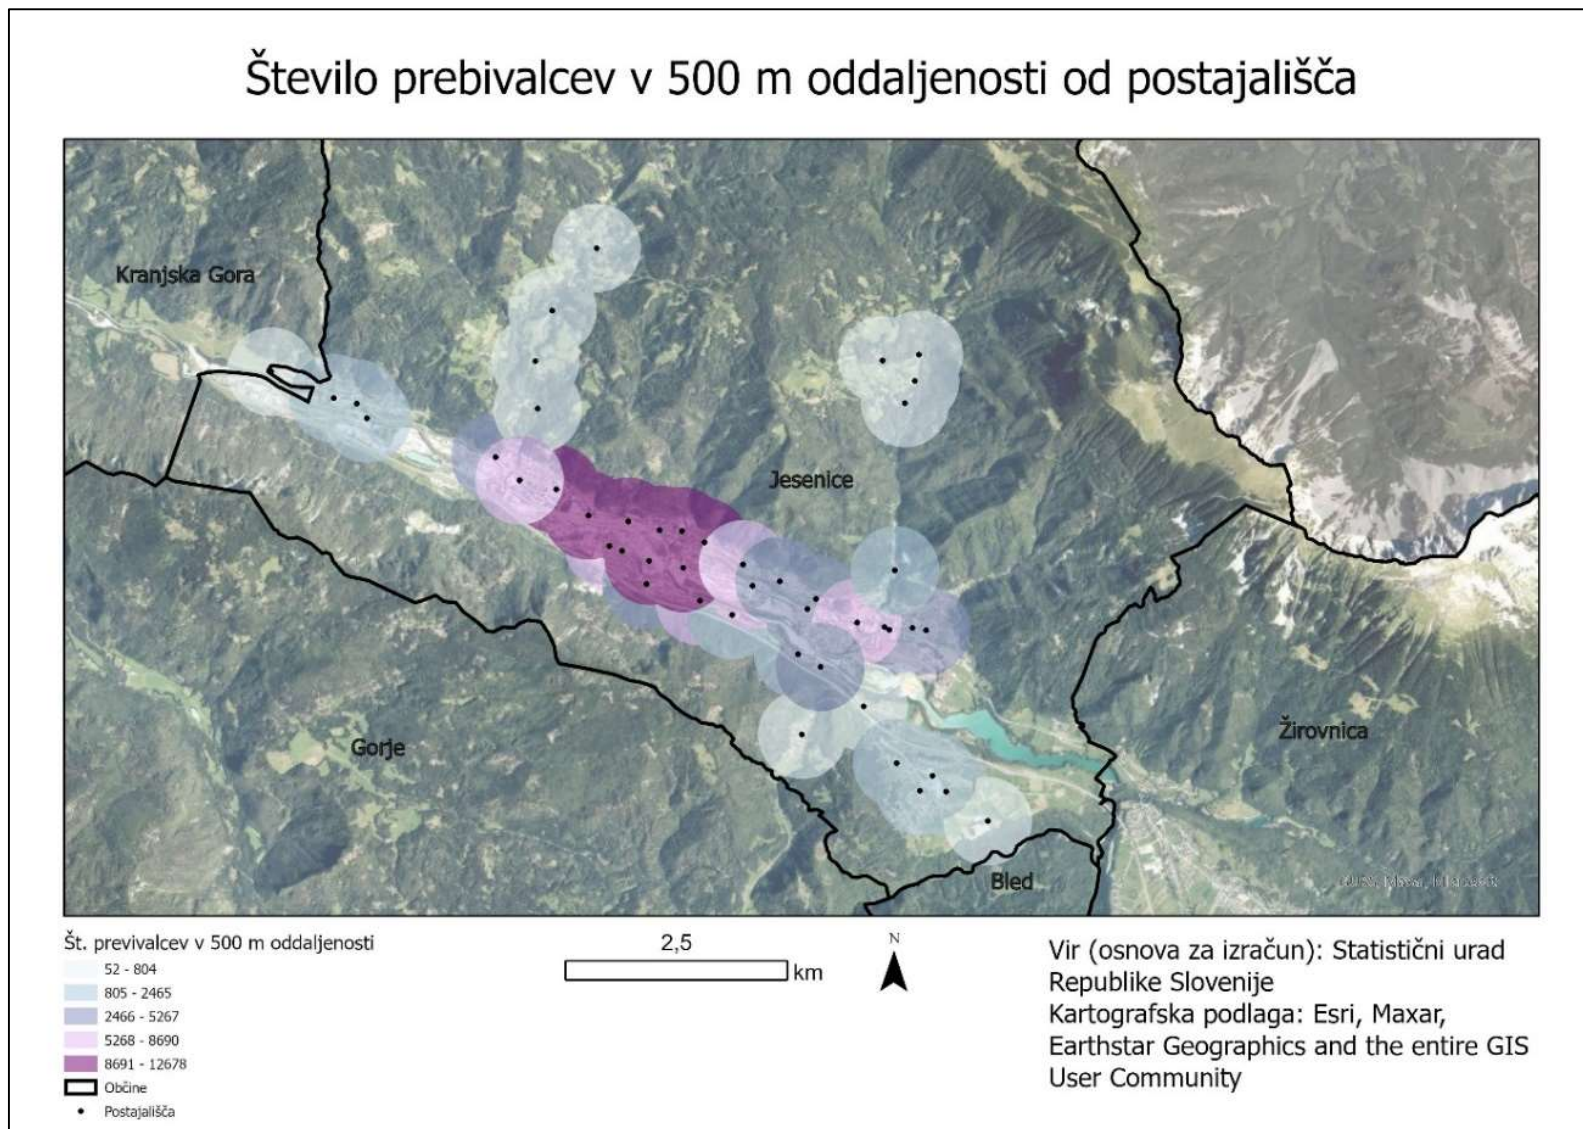 Število prebivalcev v 500 m oddaljenosti od postajališča
Kranjska Gora
Jesenice
Gorje
Žirovnica
Bled
Št. previvalcev v 500 m oddaljenosti
52 - 804
805 - 2465
2466 - 5267
5268 - 8690
8691 - 12678
Občine
Postajališča
2,5
km
N
Vir (osnova za izračun): Statistični urad
Republike Slovenije
Kartografska podlaga: Esri, Maxar,
Earthstar Geographics and the entire GIS
User Community